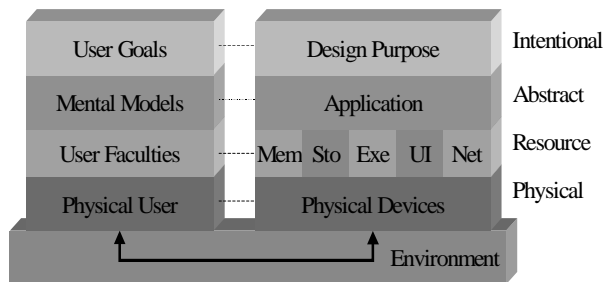 User Goals Design Purpose Intentional
Mental Models Application Abstract
User Faculties Mem Sto Exe UI Net Resource
Physical User Physical Devices Physical
Environment